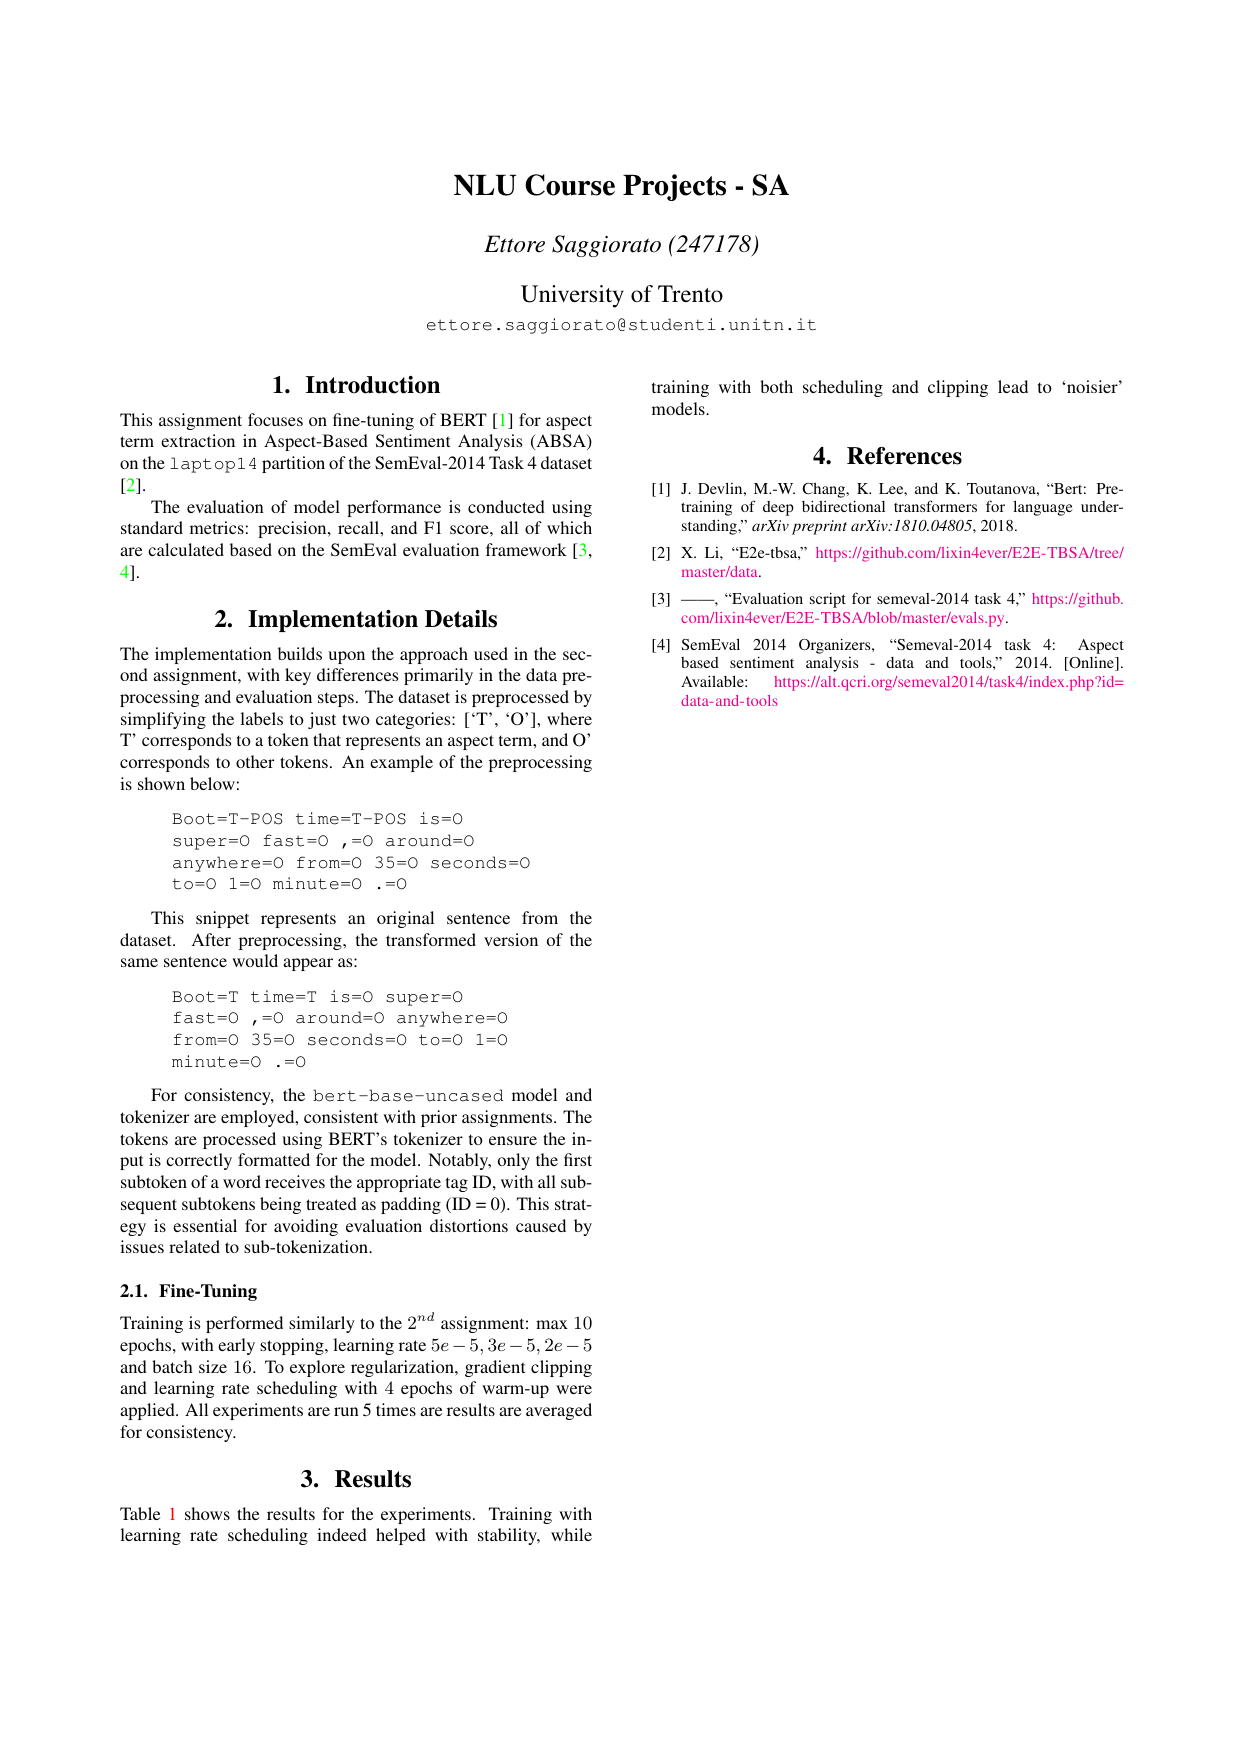 NLU Course Projects - SA
Ettore Saggiorato (247178)
University of Trento
ettore.saggiorato@studenti.unitn.it
1. Introduction
This assignment focuses on fine-tuning of BERT [1] for aspect
term extraction in Aspect-Based Sentiment Analysis (ABSA)
on the laptop14 partition of the SemEval-2014 Task 4 dataset
[2].
The evaluation of model performance is conducted using
standard metrics: precision, recall, and F1 score, all of which
are calculated based on the SemEval evaluation framework [3,
4].
2. Implementation Details
The implementation builds upon the approach used in the sec-
ond assignment, with key differences primarily in the data pre-
processing and evaluation steps. The dataset is preprocessed by
simplifying the labels to just two categories: [‘T’, ‘O’], where
T’ corresponds to a token that represents an aspect term, and O’
corresponds to other tokens. An example of the preprocessing
is shown below:
Boot=T-POS time=T-POS is=O
super=O fast=O ,=O around=O
anywhere=O from=O 35=O seconds=O
to=O 1=O minute=O .=O
This snippet represents an original sentence from the
dataset. After preprocessing, the transformed version of the
same sentence would appear as:
Boot=T time=T is=O super=O
fast=O ,=O around=O anywhere=O
from=O 35=O seconds=O to=O 1=O
minute=O .=O
For consistency, the bert-base-uncased model and
tokenizer are employed, consistent with prior assignments. The
tokens are processed using BERT’s tokenizer to ensure the in-
put is correctly formatted for the model. Notably, only the first
subtoken of a word receives the appropriate tag ID, with all sub-
sequent subtokens being treated as padding (ID = 0). This strat-
egy is essential for avoiding evaluation distortions caused by
issues related to sub-tokenization.
2.1. Fine-Tuning
Training is performed similarly to the 2nd assignment: max 10
epochs, with early stopping, learning rate 5e − 5, 3e − 5, 2e − 5
and batch size 16. To explore regularization, gradient clipping
and learning rate scheduling with 4 epochs of warm-up were
applied. All experiments are run 5 times are results are averaged
for consistency.
3. Results
Table 1 shows the results for the experiments. Training with
learning rate scheduling indeed helped with stability, while
training with both scheduling and clipping lead to ‘noisier’
models.
4. References
[1] J. Devlin, M.-W. Chang, K. Lee, and K. Toutanova, “Bert: Pre-
training of deep bidirectional transformers for language under-
standing,” arXiv preprint arXiv:1810.04805, 2018.
[2] X. Li, “E2e-tbsa,” https://github.com/lixin4ever/E2E-TBSA/tree/
master/data.
[3] ——, “Evaluation script for semeval-2014 task 4,” https://github.
com/lixin4ever/E2E-TBSA/blob/master/evals.py.
[4] SemEval 2014 Organizers, “Semeval-2014 task 4: Aspect
based sentiment analysis - data and tools,” 2014. [Online].
Available: https://alt.qcri.org/semeval2014/task4/index.php?id=
data-and-tools